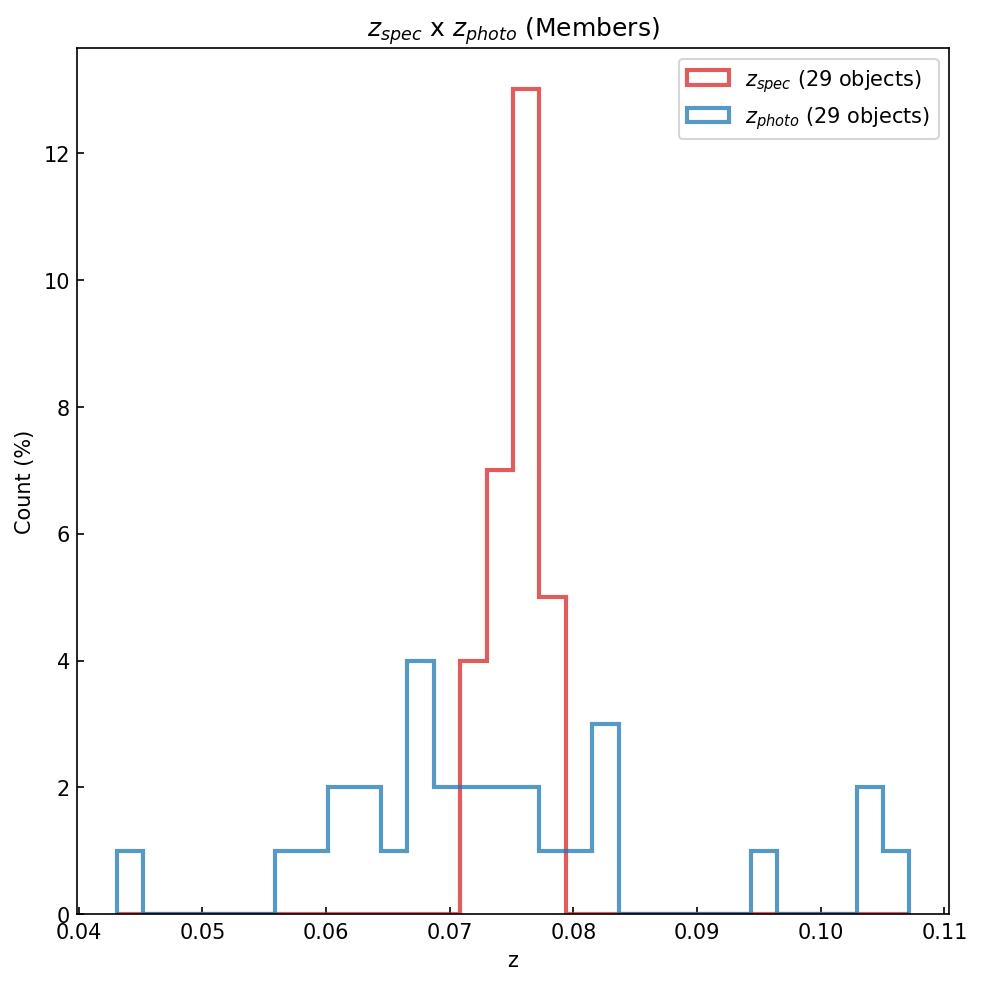 z_spec x z_photo (Members)
z_spec (29 objects)
z_photo (29 objects)
Count (%)
12
10
8
6
4
2
0
0.04 0.05 0.06 0.07 0.08 0.09 0.10 0.11
z